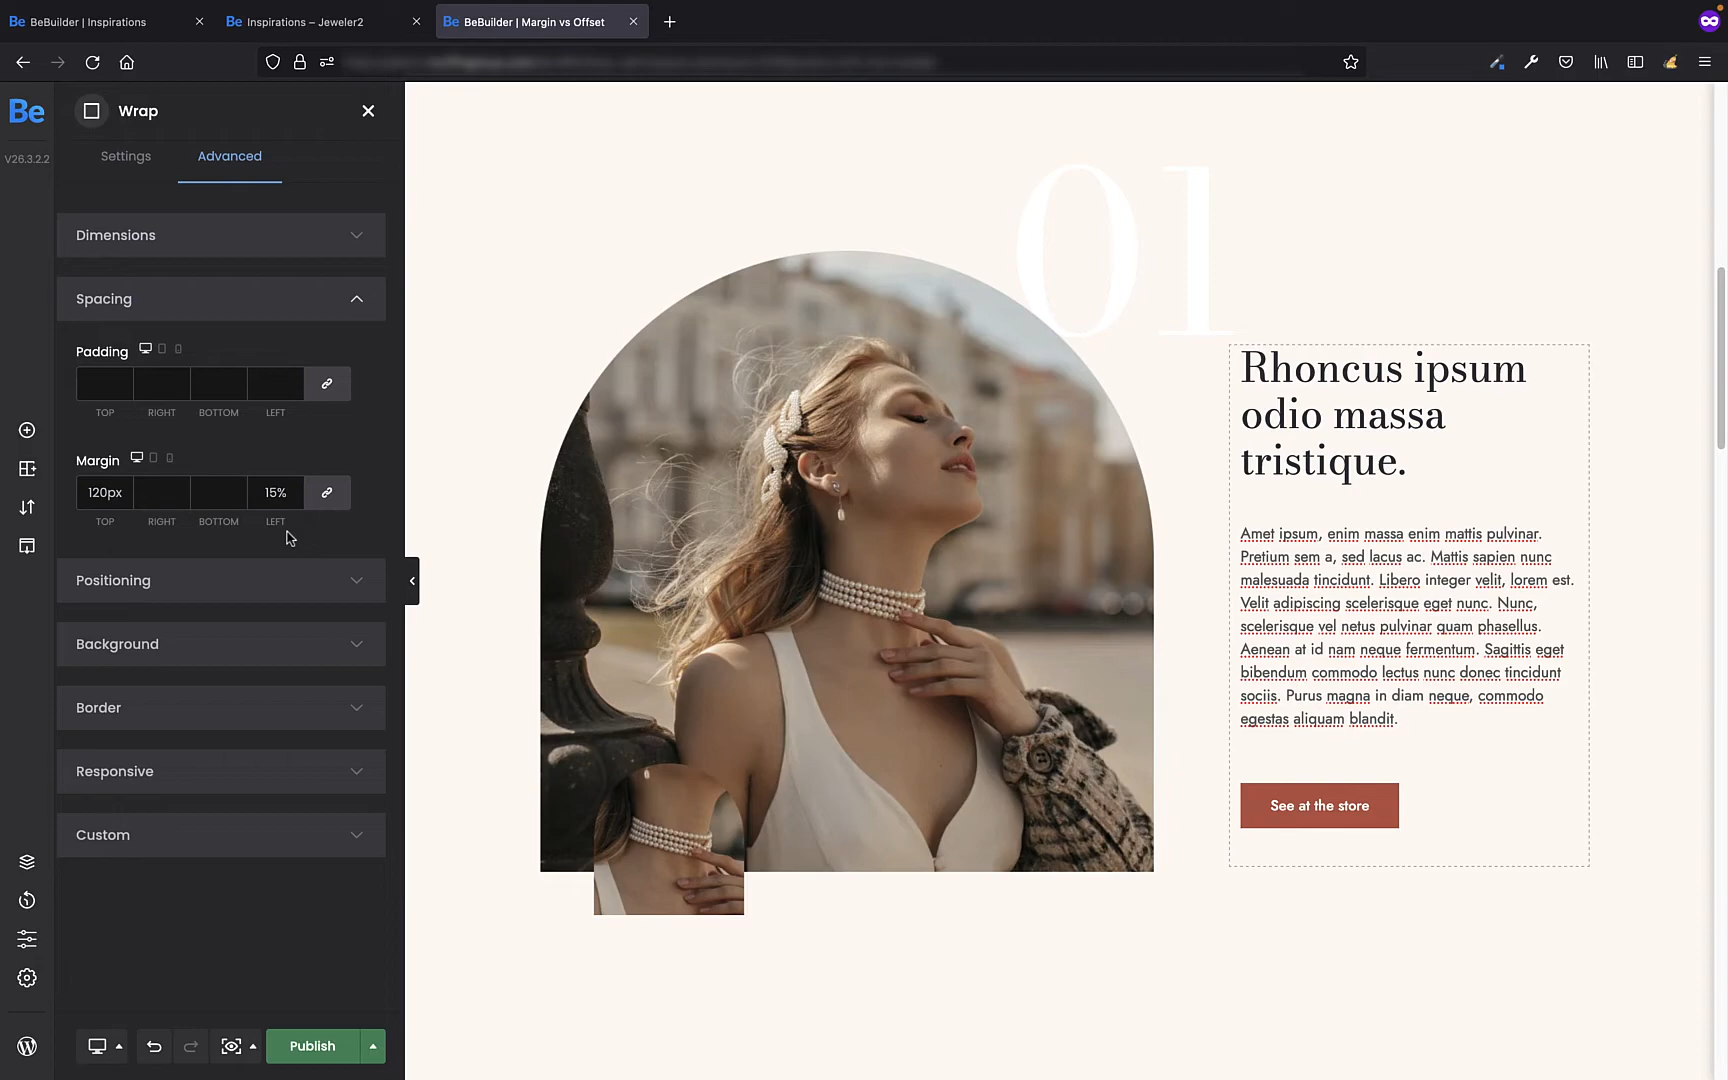 Be BeBuilder | Inspirations
Be Inspirations – Jeweler2
Be BeBuilder | Margin vs Offset
Be
V26.3.2.2
Wrap
Settings
Advanced
Dimensions
Spacing
Padding
TOP RIGHT BOTTOM LEFT
Margin
120px 15%
TOP RIGHT BOTTOM LEFT
Positioning
Background
Border
Responsive
Custom
Publish
01
Rhoncus ipsum
odio massa
tristique.
Amet ipsum, enim massa enim mattis pulvinar.
Pretium sem a, sed lacus ac. Mattis sapien nunc
malesuada tincidunt. Libero integer velit, lorem est.
Velit adipiscing scelerisque eget nunc. Nunc,
scelerisque vel netus pulvinar quam phasellus.
Aenean at id nam neque fermentum. Sagittis eget
bibendum commodo lectus nunc donec tincidunt
sociis. Purus magna in diam neque, commodo
egestas aliquam blandit.
See at the store